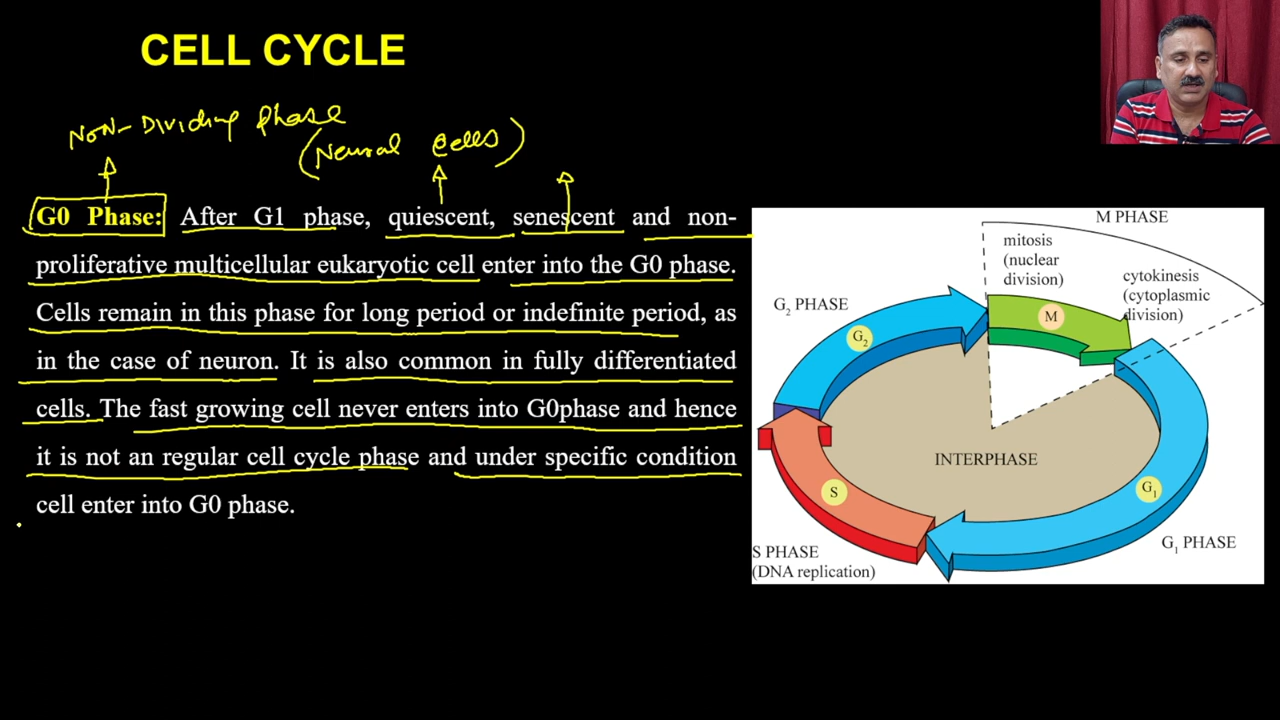 CELL CYCLE
NON-Dividing Phase
(Neural Cells)
G0 Phase: After G1 phase, quiescent, senescent and non-
proliferative multicellular eukaryotic cell enter into the G0 phase.
Cells remain in this phase for long period or indefinite period, as
in the case of neuron. It is also common in fully differentiated
cells. The fast growing cell never enters into G0phase and hence
it is not an regular cell cycle phase and under specific condition
cell enter into G0 phase.
M PHASE
mitosis
(nuclear
division)
cytokinesis
(cytoplasmic
division)
G₂ PHASE
M
G₂
INTERPHASE
S
G₁
G₁ PHASE
S PHASE
(DNA replication)